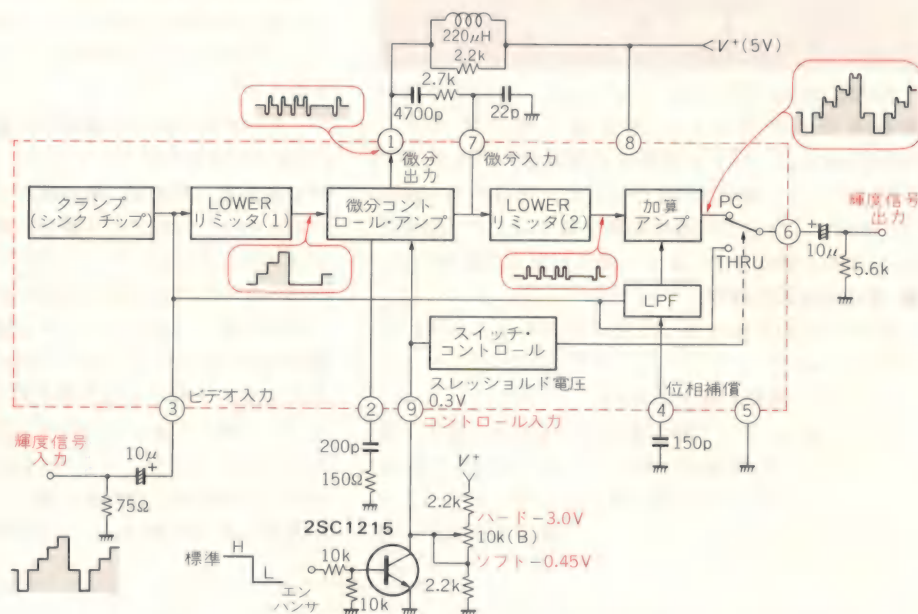 220μH
2.2k
V⁺(5V)
2.7k
4700p
22p
①
微分
出力
⑦
微分入力
⑧
クランプ
(シンク チップ)
LOWER
リミッタ(1)
微分コント
ロール・アンプ
LOWER
リミッタ(2)
加算
アンプ
PC
THRU
⑥
輝度信号
出力
10μ
5.6k
LPF
スイッチ・
コントロール
スレッショルド電圧
0.3V
位相補償
③
ビデオ入力
②
⑨
コントロール入力
④
⑤
輝度信号
入力
10μ
75Ω
200p
150Ω
150p
V⁺
2.2k
ハード-3.0V
10k(B)
ソフト-0.45V
2.2k
2SC1215
標準
H
L
エン
ハンサ
10k
10k